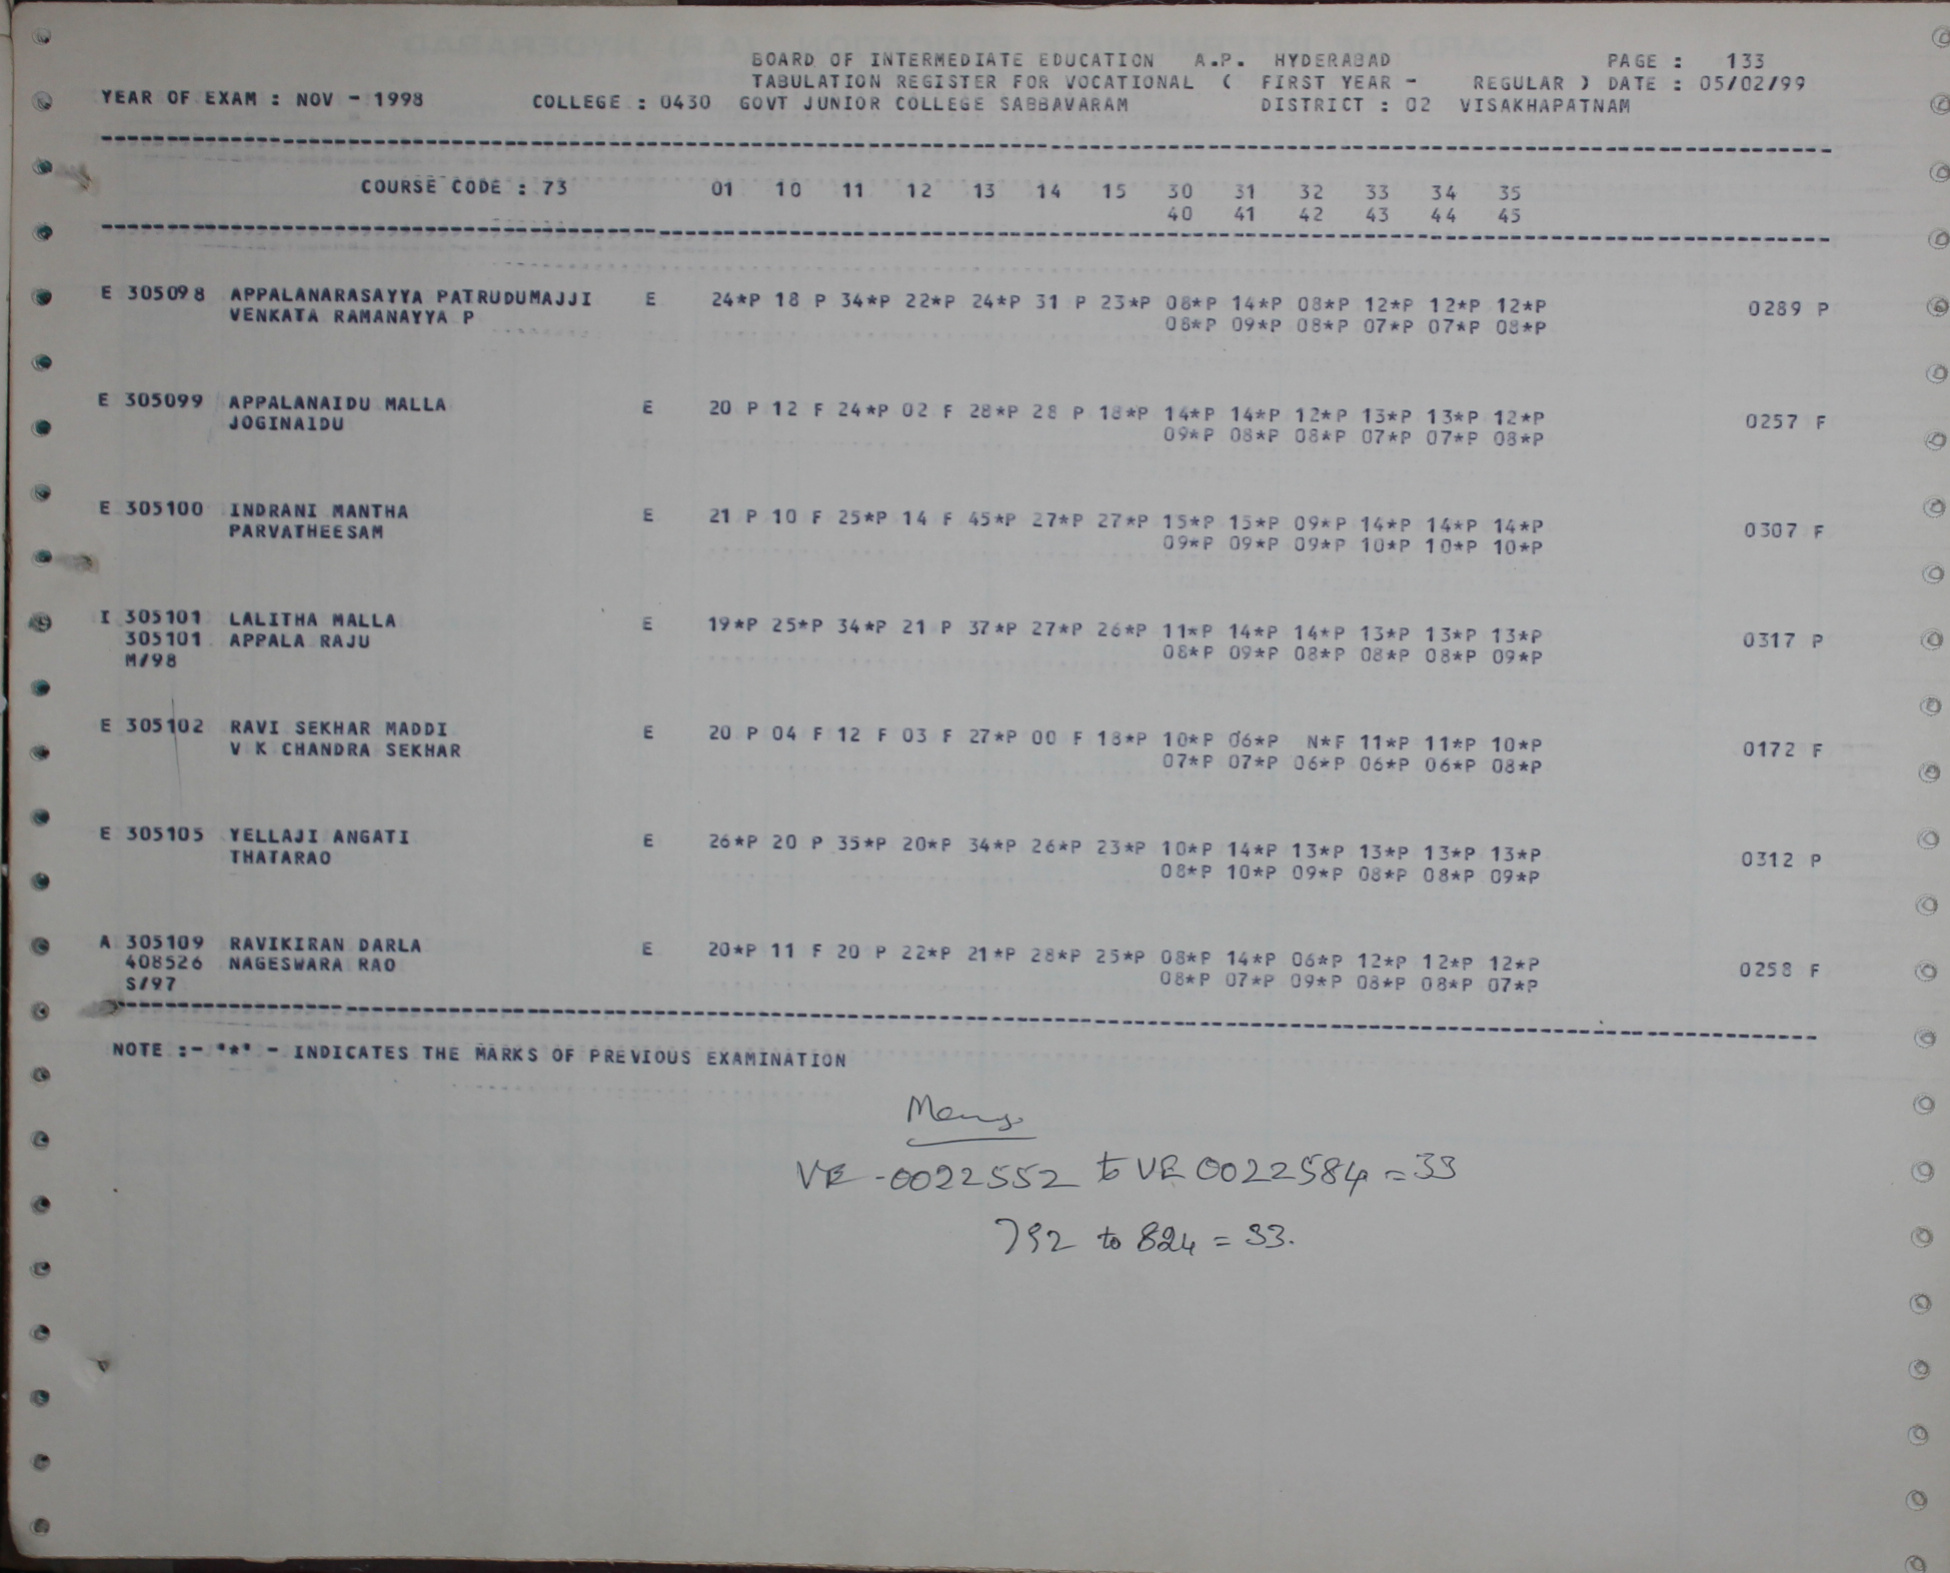 BOARD OF INTERMEDIATE EDUCATION A.P. HYDERABAD PAGE : 133
TABULATION REGISTER FOR VOCATIONAL ( FIRST YEAR - REGULAR ) DATE : 05/02/99
YEAR OF EXAM : NOV - 1998 COLLEGE : 0430 GOVT JUNIOR COLLEGE SABBAVARAM DISTRICT : 02 VISAKHAPATNAM
COURSE CODE : 73 01 10 11 12 13 14 15 30 31 32 33 34 35
40 41 42 43 44 45
E 305098 APPALANARASAYYA PATRUDUMAJJI E 24*P 18 P 34*P 22*P 24*P 31 P 23*P 08*P 14*P 08*P 12*P 12*P 12*P 0289 P
VENKATA RAMANAYYA P 08*P 09*P 08*P 07*P 07*P 08*P
E 305099 APPALANAIDU MALLA E 20 P 12 F 24*P 02 F 28*P 28 P 18*P 14*P 14*P 12*P 13*P 13*P 12*P 0257 F
JOGINAIDU 09*P 08*P 08*P 07*P 07*P 08*P
E 305100 INDRANI MANTHA E 21 P 10 F 25*P 14 F 45*P 27*P 27*P 15*P 15*P 09*P 14*P 14*P 14*P 0307 F
PARVATHEESAM 09*P 09*P 09*P 10*P 10*P 10*P
I 305101 LALITHA MALLA E 19*P 25*P 34*P 21 P 37*P 27*P 26*P 11*P 14*P 14*P 13*P 13*P 13*P 0317 P
305101 APPALA RAJU 08*P 09*P 08*P 08*P 08*P 09*P
M/98
E 305102 RAVI SEKHAR MADDI E 20 P 04 F 12 F 03 F 27*P 00 F 18*P 10*P 06*P N*F 11*P 11*P 10*P 0172 F
V K CHANDRA SEKHAR 07*P 07*P 06*P 06*P 06*P 08*P
E 305105 YELLAJI ANGATI E 26*P 20 P 35*P 20*P 34*P 26*P 23*P 10*P 14*P 13*P 13*P 13*P 13*P 0312 P
THATARAO 08*P 10*P 09*P 08*P 08*P 09*P
A 305109 RAVIKIRAN DARLA E 20*P 11 F 20 P 22*P 21*P 28*P 25*P 08*P 14*P 06*P 12*P 12*P 12*P 0258 F
408526 NAGESWARA RAO 08*P 07*P 09*P 08*P 08*P 07*P
S/97
NOTE :- "*" - INDICATES THE MARKS OF PREVIOUS EXAMINATION
VR -0022552 to VR 0022584 = 33
792 to 824 = 33.